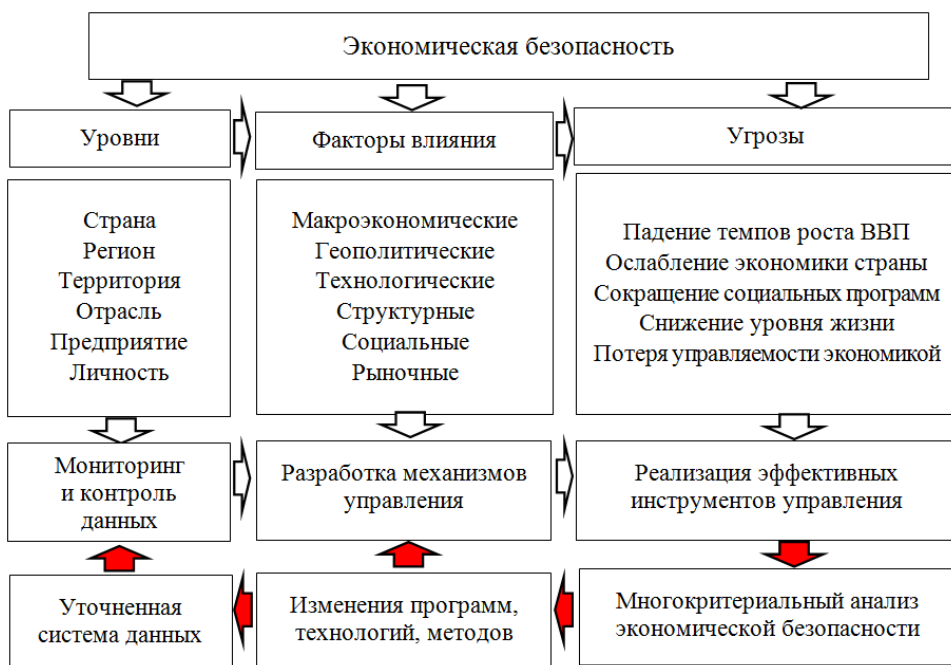 Экономическая безопасность
Уровни
Факторы влияния
Угрозы
Страна
Регион
Территория
Отрасль
Предприятие
Личность
Макроэкономические
Геополитические
Технологические
Структурные
Социальные
Рыночные
Падение темпов роста ВВП
Ослабление экономики страны
Сокращение социальных программ
Снижение уровня жизни
Потеря управляемости экономикой
Мониторинг
и контроль
данных
Разработка механизмов
управления
Реализация эффективных
инструментов управления
Уточненная
система данных
Изменения программ,
технологий, методов
Многокритериальный анализ
экономической безопасности